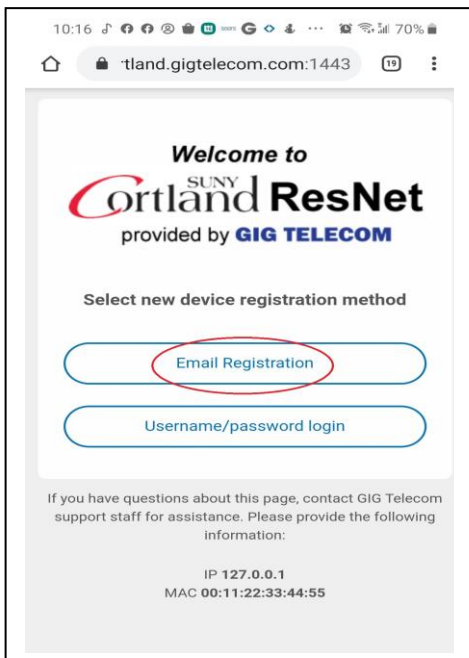 10:16 70%
tland.gigtelecom.com:1443 19
Welcome to
SUNY
Cortland ResNet
provided by GIG TELECOM
Select new device registration method
Email Registration
Username/password login
If you have questions about this page, contact GIG Telecom
support staff for assistance. Please provide the following
information:
IP 127.0.0.1
MAC 00:11:22:33:44:55